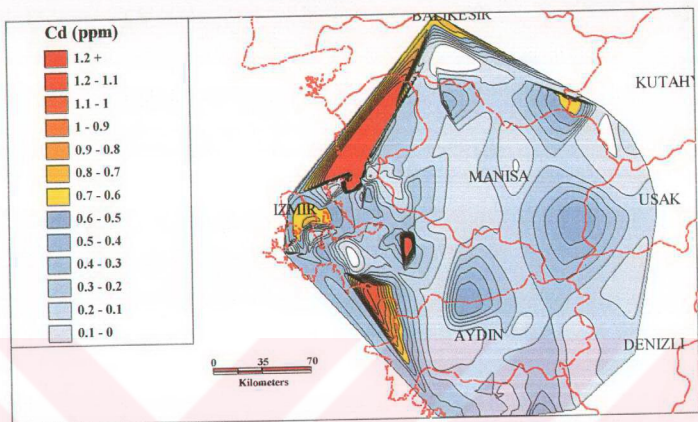 Cd (ppm)
1.2 +
1.2 - 1.1
1.1 - 1
1 - 0.9
0.9 - 0.8
0.8 - 0.7
0.7 - 0.6
0.6 - 0.5
0.5 - 0.4
0.4 - 0.3
0.3 - 0.2
0.2 - 0.1
0.1 - 0
BALIKESIR
KUTAH
MANISA
USAK
IZMIR
AYDIN
DENIZLI
0 35 70
Kilometers